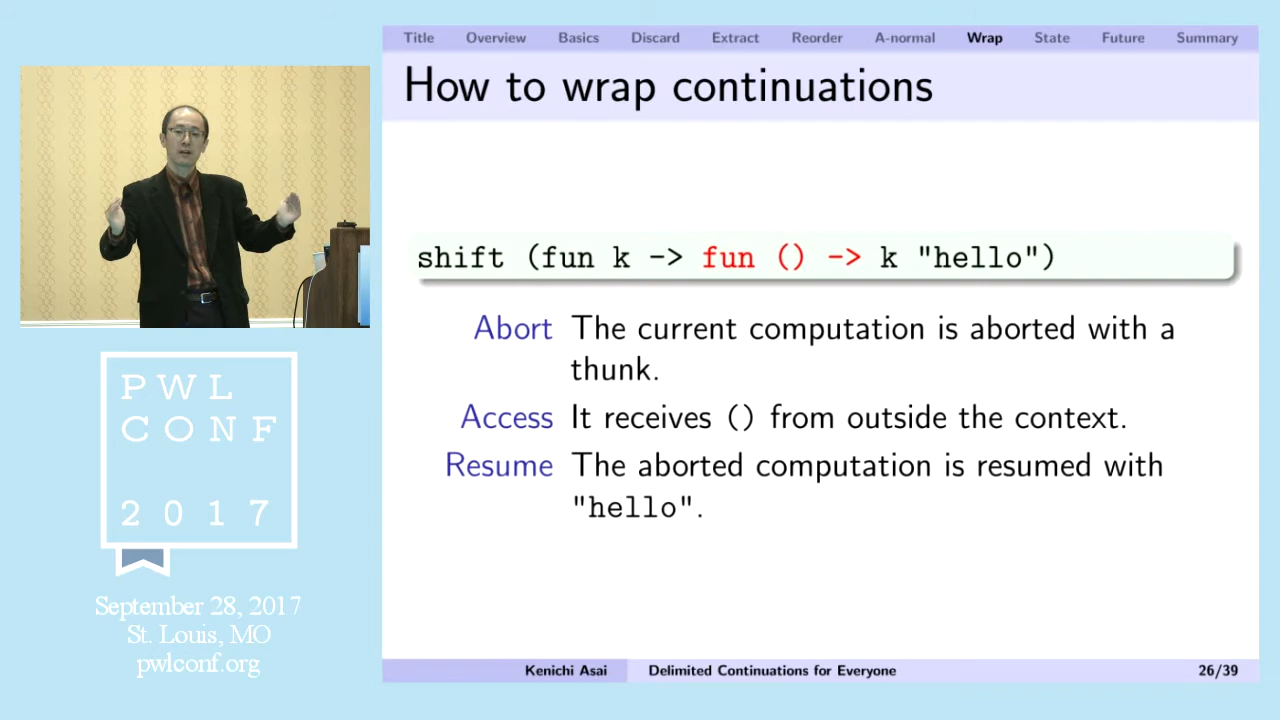 Title Overview Basics Discard Extract Reorder A-normal Wrap State Future Summary
How to wrap continuations
shift (fun k -> fun () -> k "hello")
Abort The current computation is aborted with a
thunk.
Access It receives () from outside the context.
Resume The aborted computation is resumed with
"hello".
Kenichi Asai Delimited Continuations for Everyone 26/39
PWL
CONF
2017
September 28, 2017
St. Louis, MO
pwlconf.org